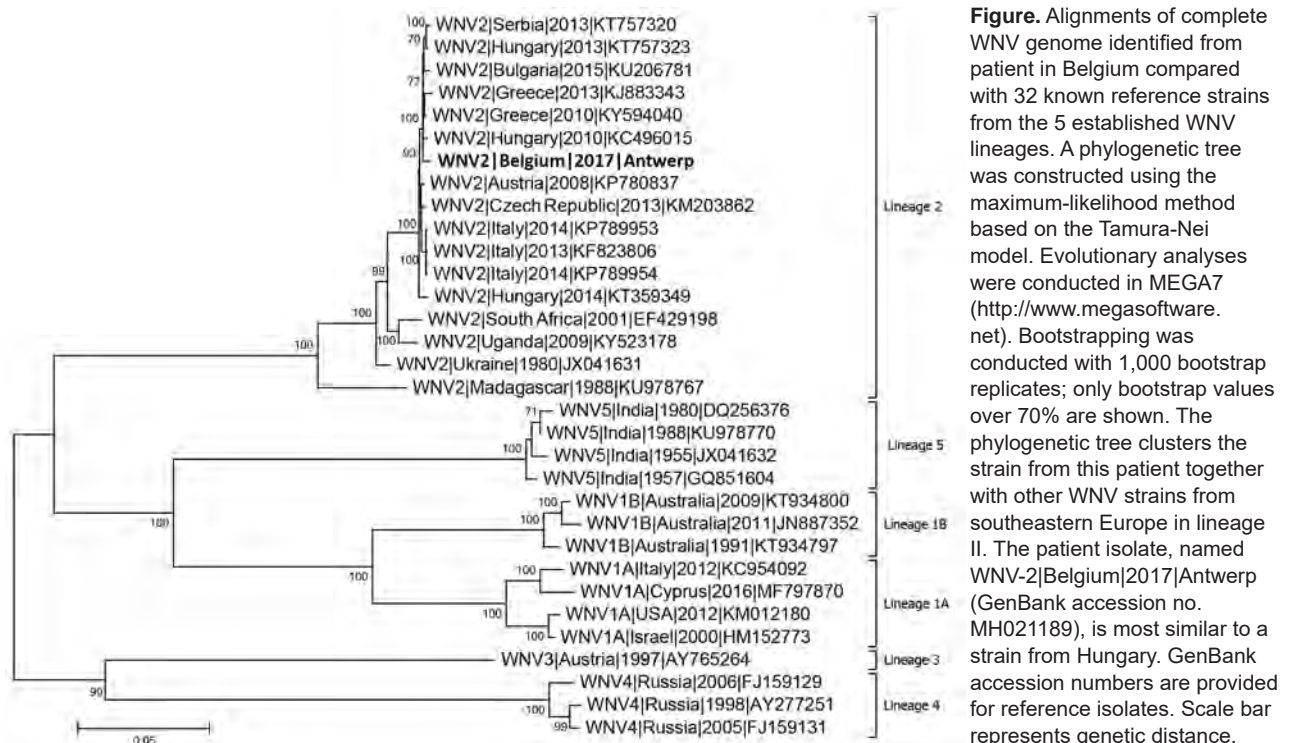 100
WNV2|Serbia|2013|KT757320
70
WNV2|Hungary|2013|KT757323
WNV2|Bulgaria|2015|KU206781
77
WNV2|Greece|2013|KJ883343
WNV2|Greece|2010|KY594040
100
WNV2|Hungary|2010|KC496015
93
WNV2|Belgium|2017|Antwerp
WNV2|Austria|2008|KP780837
WNV2|Czech Republic|2013|KM203862
100
WNV2|Italy|2014|KP789953
WNV2|Italy|2013|KF823806
100
WNV2|Italy|2014|KP789954
99
WNV2|Hungary|2014|KT359349
100
WNV2|South Africa|2001|EF429198
100
WNV2|Uganda|2009|KY523178
100
WNV2|Ukraine|1980|JX041631
WNV2|Madagascar|1988|KU978767
Lineage 2
71
WNV5|India|1980|DQ256376
WNV5|India|1988|KU978770
100
WNV5|India|1955|JX041632
WNV5|India|1957|GQ851604
Lineage 5
100
100
WNV1B|Australia|2009|KT934800
100
WNV1B|Australia|2011|JN887352
WNV1B|Australia|1991|KT934797
Lineage 1B
100
100
WNV1A|Italy|2012|KC954092
WNV1A|Cyprus|2016|MF797870
100
WNV1A|USA|2012|KM012180
100
WNV1A|Israel|2000|HM152773
Lineage 1A
WNV3|Austria|1997|AY765264
Lineage 3
90
WNV4|Russia|2006|FJ159129
100
WNV4|Russia|1998|AY277251
99
WNV4|Russia|2005|FJ159131
Lineage 4
0.05
Figure. Alignments of complete
WNV genome identified from
patient in Belgium compared
with 32 known reference strains
from the 5 established WNV
lineages. A phylogenetic tree
was constructed using the
maximum-likelihood method
based on the Tamura-Nei
model. Evolutionary analyses
were conducted in MEGA7
(http://www.megasoftware.
net). Bootstrapping was
conducted with 1,000 bootstrap
replicates; only bootstrap values
over 70% are shown. The
phylogenetic tree clusters the
strain from this patient together
with other WNV strains from
southeastern Europe in lineage
II. The patient isolate, named
WNV-2|Belgium|2017|Antwerp
(GenBank accession no.
MH021189), is most similar to a
strain from Hungary. GenBank
accession numbers are provided
for reference isolates. Scale bar
represents genetic distance.